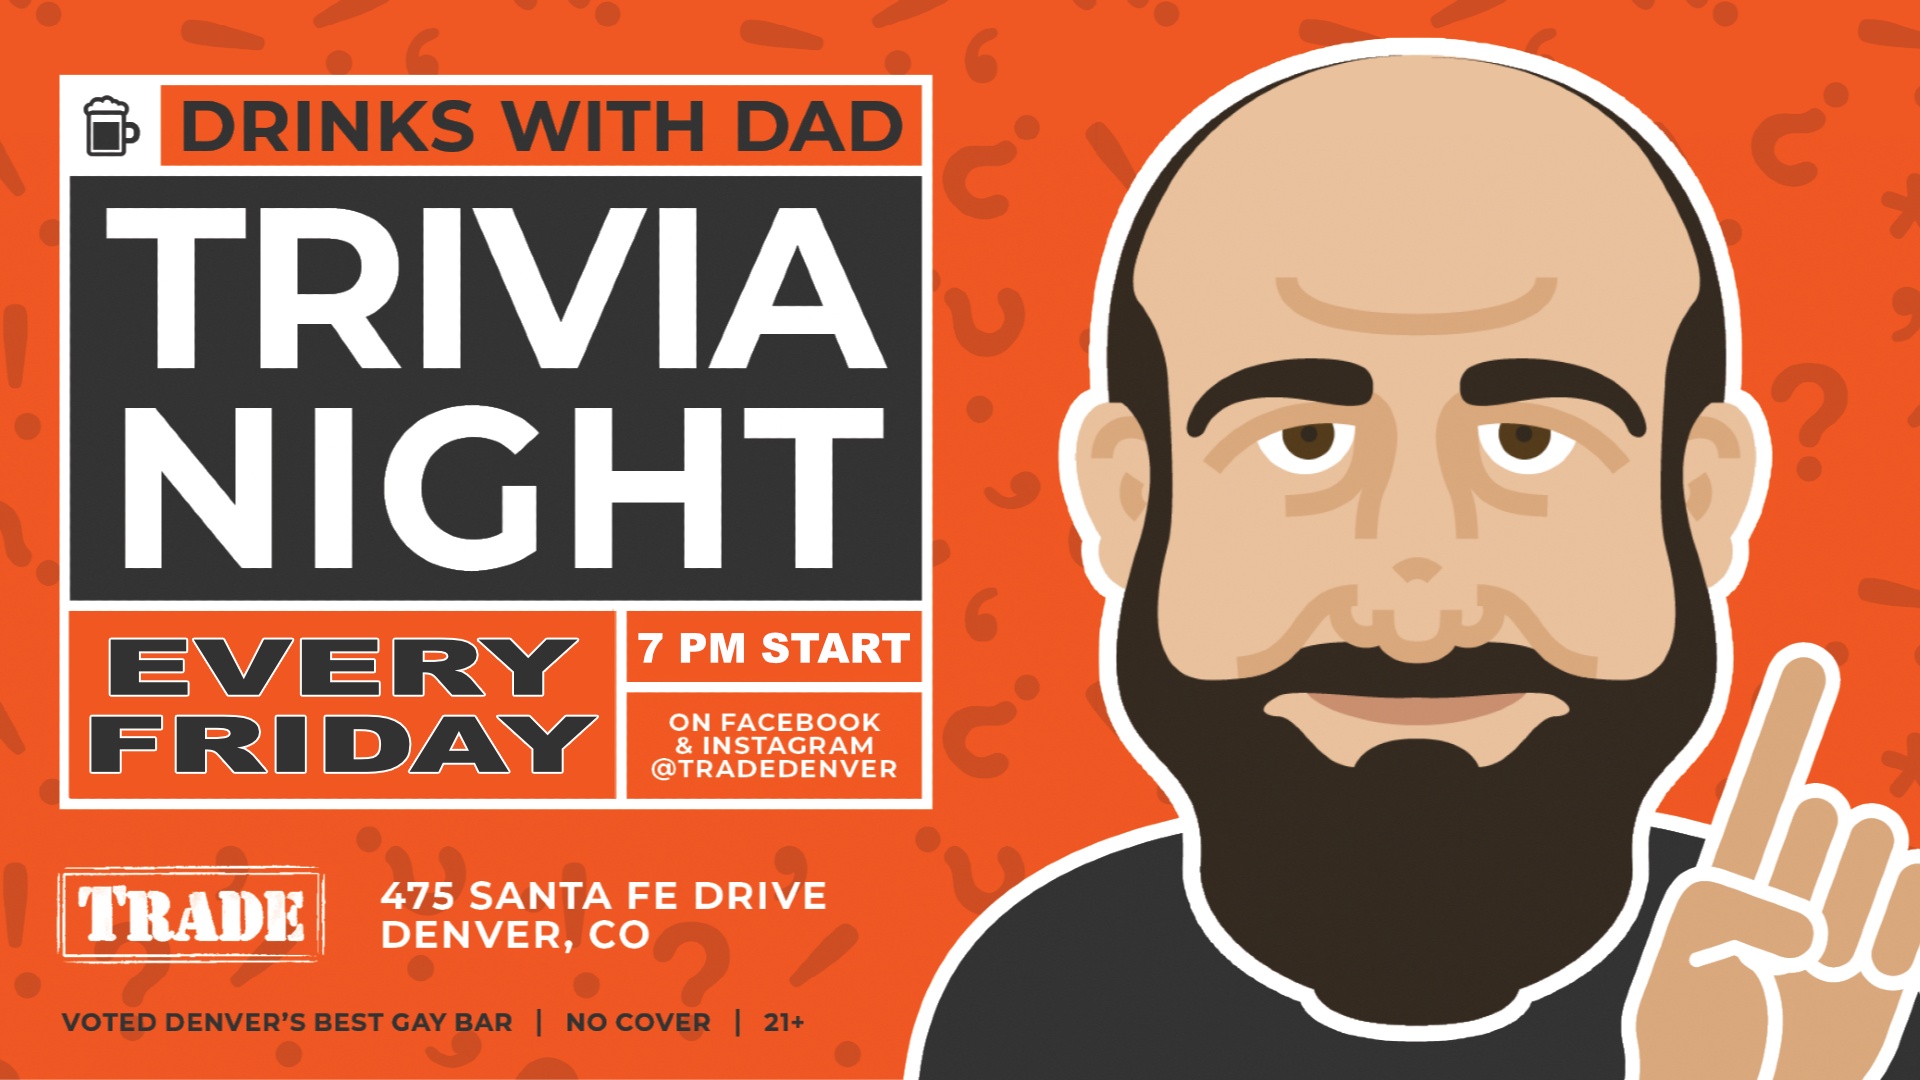 DRINKS WITH DAD
TRIVIA
NIGHT
EVERY
FRIDAY
7 PM START
ON FACEBOOK
& INSTAGRAM
@TRADEDENVER
TRADE
475 SANTA FE DRIVE
DENVER, CO
VOTED DENVER’S BEST GAY BAR | NO COVER | 21+